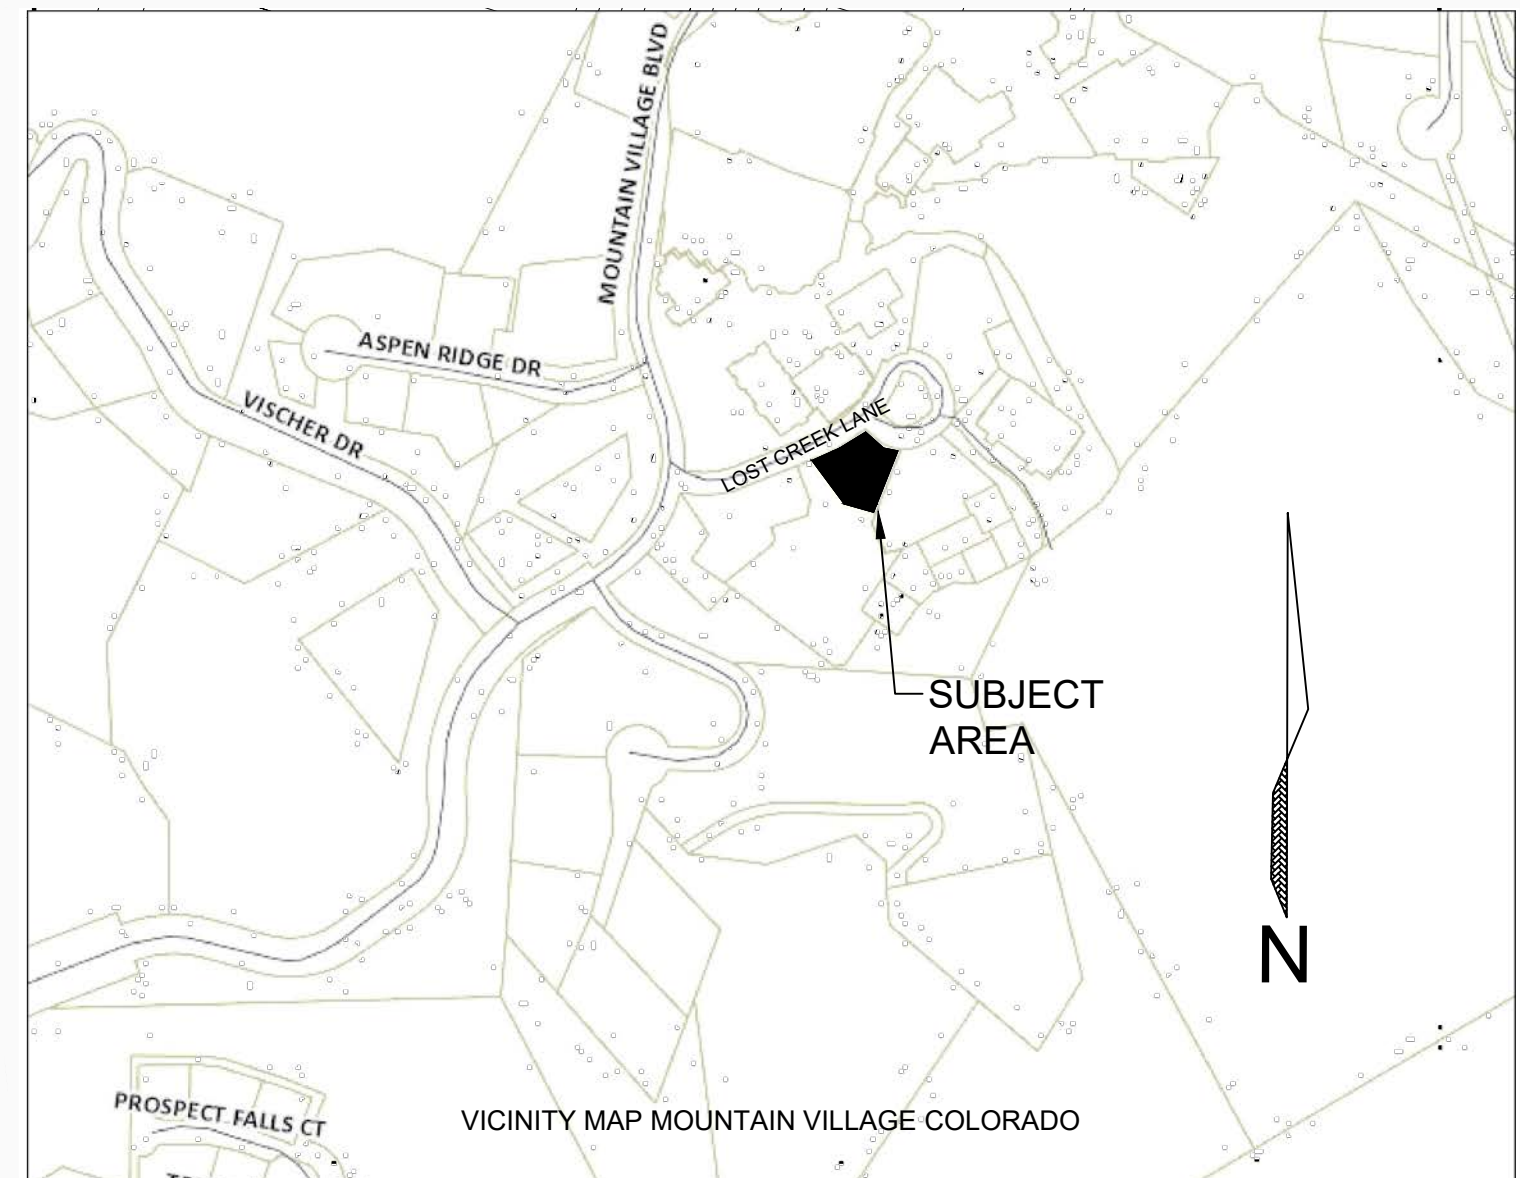 MOUNTAIN VILLAGE BLVD
ASPEN RIDGE DR
VISCHER DR
LOST CREEK LANE
SUBJECT
AREA
N
PROSPECT FALLS CT
VICINITY MAP MOUNTAIN VILLAGE COLORADO